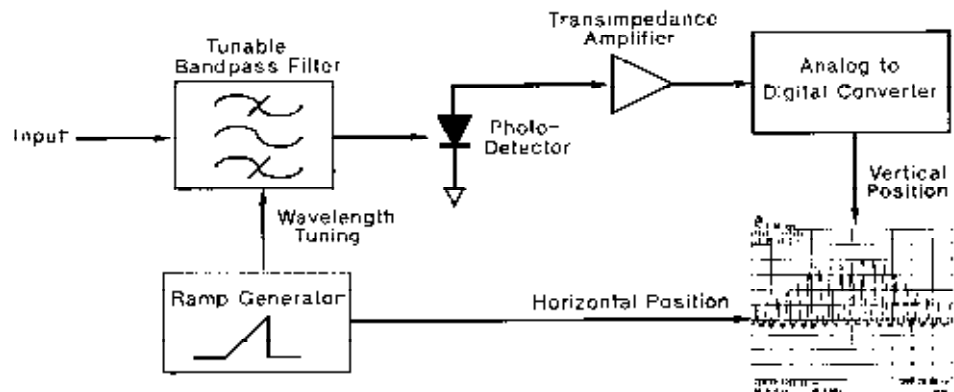 Tunable
Bandpass Filter
Transimpedance
Amplifier
Analog to
Digital Converter
Input
Photo-
Detector
Vertical
Position
Wavelength
Tuning
Ramp Generator
Horizontal Position